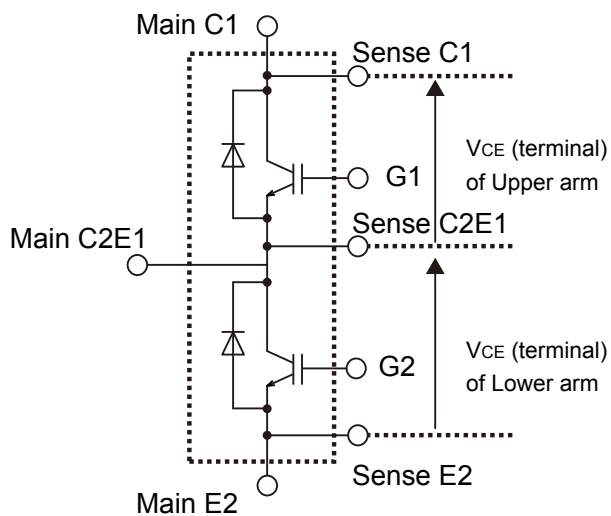 Main C1
Sense C1
VCE (terminal)
of Upper arm
G1
Sense C2E1
Main C2E1
VCE (terminal)
of Lower arm
G2
Sense E2
Main E2